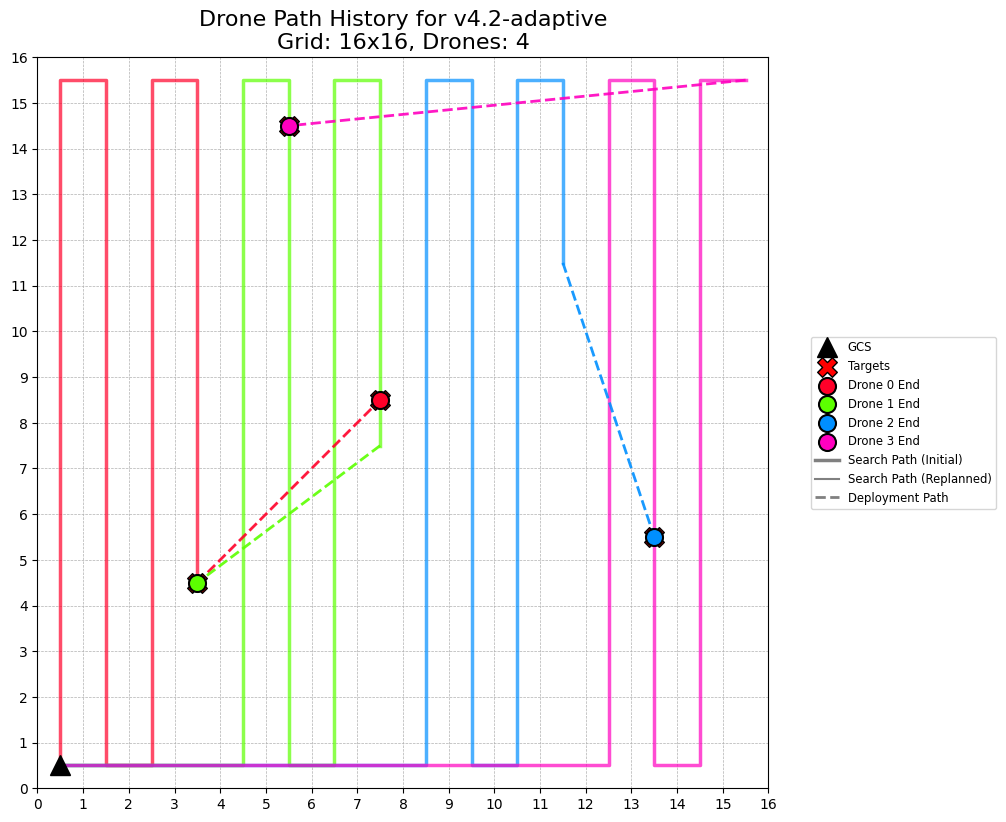 Drone Path History for v4.2-adaptive
Grid: 16x16, Drones: 4
16
15
14
13
12
11
10
9
8
7
6
5
4
3
2
1
0
0 1 2 3 4 5 6 7 8 9 10 11 12 13 14 15 16
GCS
Targets
Drone 0 End
Drone 1 End
Drone 2 End
Drone 3 End
Search Path (Initial)
Search Path (Replanned)
Deployment Path